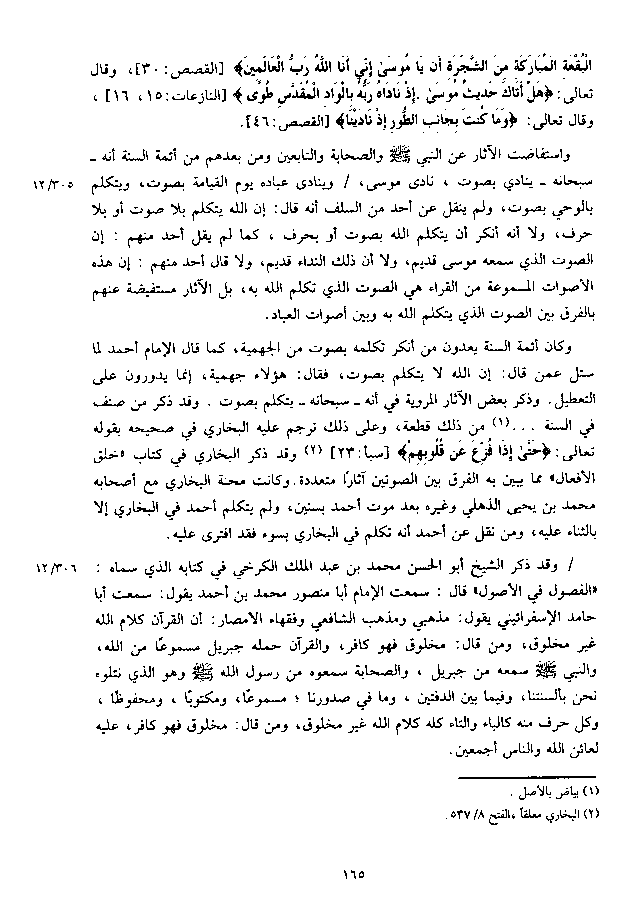 البُقْعَةِ المُبَارَكَةِ مِنَ الشَّجَرَةِ أَن يَا مُوسَىٰ إِنِّي أَنَا اللَّهُ رَبُّ الْعَالَمِينَ﴾ [القصص: ٣٠]، وقال
تعالى: ﴿هَلْ أتَاكَ حَدِيثُ مُوسَىٰ . إِذْ نَادَاهُ رَبُّهُ بِالْوَادِ الْمُقَدَّسِ طُوًى﴾ [النازعات: ١٥، ١٦] ،
وقال تعالى: ﴿وَمَا كُنتَ بِجَانِبِ الطُّورِ إِذْ نَادَيْنَا﴾ [القصص: ٤٦].
واستفاضت الآثار عن النبي ﷺ والصحابة والتابعين ومن بعدهم من أئمة السنة أنه ـ
١٢/٣٠٥ سبحانه ـ ينادي بصوت ، نادى موسى، / وينادى عباده يوم القيامة بصوت، ويتكلم
بالوحي بصوت، ولم ينقل عن أحد من السلف أنه قال: إن الله يتكلم بلا صوت أو بلا
حرف، ولا أنه أنكر أن يتكلم الله بصوت أو بحرف ، كما لم يقل أحد منهم : إن
الصوت الذي سمعه موسى قديم، ولا أن ذلك النداء قديم، ولا قال أحد منهم : إن هذه
الأصوات المسموعة من القراء هي الصوت الذي تكلم الله به، بل الآثار مستفيضة عنهم
بالفرق بين الصوت الذي يتكلم الله به وبين أصوات العباد.
وكان أئمة السنة يعدون من أنكر تكلمه بصوت من الجهمية، كما قال الإمام أحمد لما
سئل عمن قال: إن الله لا يتكلم بصوت، فقال: هؤلاء جهمية، إنما يدورون على
التعطيل. وذكر بعض الآثار المروية في أنه ـ سبحانه ـ يتكلم بصوت . وقد ذكر من صنف
في السنة ...(١) من ذلك قطعة، وعلى ذلك ترجم عليه البخاري في صحيحه بقوله
تعالى: ﴿حَتَّىٰ إِذَا فُزِّعَ عَن قُلُوبِهِمْ﴾ [سبأ: ٢٣] (٢) وقد ذكر البخاري في كتاب «خلق
الأفعال» مما يبين به الفرق بين الصوتين آثارًا متعددة. وكانت محنة البخاري مع أصحابه
محمد بن يحيى الذهلي وغيره بعد موت أحمد بسنين، ولم يتكلم أحمد في البخاري إلا
بالثناء عليه، ومن نقل عن أحمد أنه تكلم في البخاري بسوء فقد افترى عليه.
١٢/٣٠٦ / وقد ذكر الشيخ أبو الحسن محمد بن عبد الملك الكرخي في كتابه الذي سماه :
«الفصول في الأصول» قال : سمعت الإمام أبا منصور محمد بن أحمد يقول: سمعت أبا
حامد الإسفرائيني يقول: مذهبي ومذهب الشافعي وفقهاء الأمصار: أن القرآن كلام الله
غير مخلوق، ومن قال: مخلوق فهو كافر، والقرآن حمله جبريل مسموعًا من الله،
والنبي ﷺ سمعه من جبريل ، والصحابة سمعوه من رسول الله ﷺ وهو الذي نتلوه
نحن بألسنتنا، وفيما بين الدفتين ، وما في صدورنا ؛ مسموعًا، ومكتوبًا ، ومحفوظًا ،
وكل حرف منه كالباء والتاء كله كلام الله غير مخلوق، ومن قال: مخلوق فهو كافر، عليه
لعائن الله والناس أجمعين.
(١) بياض بالأصل .
(٢) البخاري معلقاً ،الفتح ٨/ ٥٣٧ .
١٦٥